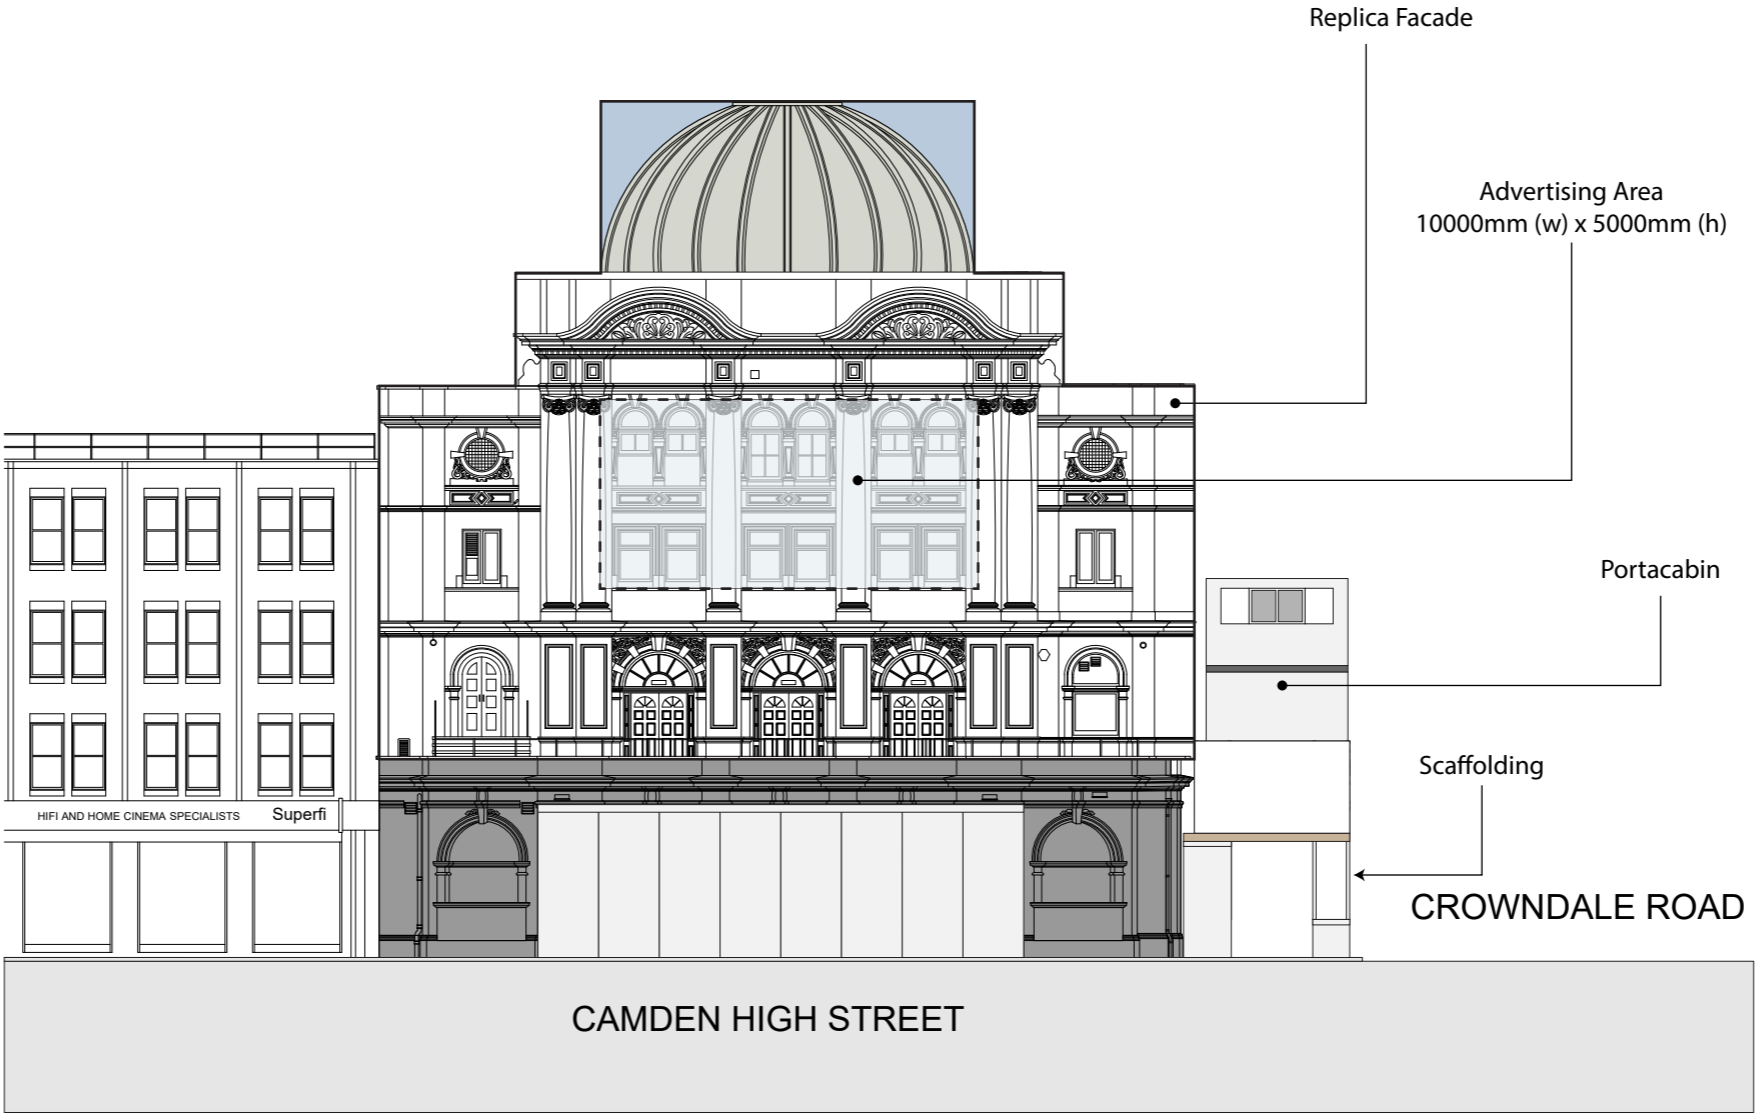 Replica Facade
Advertising Area
10000mm (w) x 5000mm (h)
Portacabin
Scaffolding
HIFI AND HOME CINEMA SPECIALISTS Superfi
CROWNDALE ROAD
CAMDEN HIGH STREET